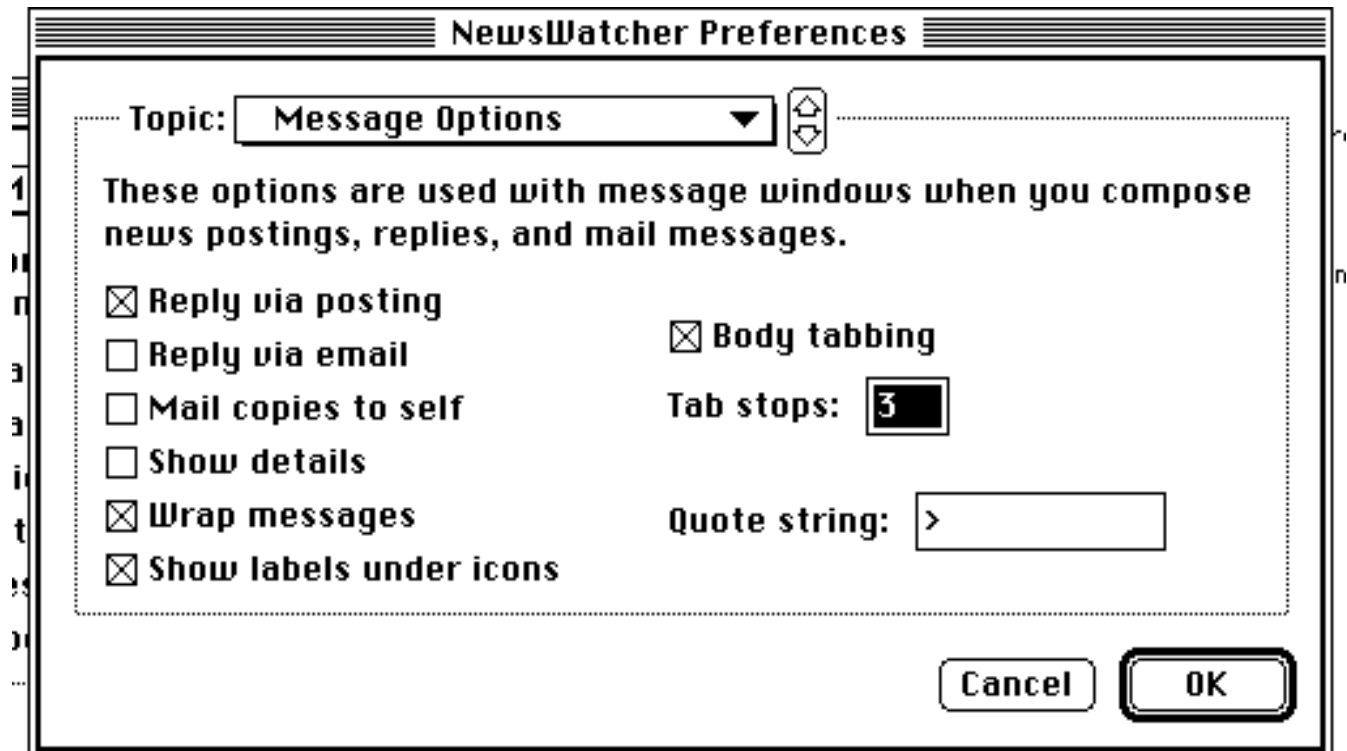 NewsWatcher Preferences
Topic: Message Options
These options are used with message windows when you compose
news postings, replies, and mail messages.
Reply via posting
Reply via email
Mail copies to self
Show details
Wrap messages
Show labels under icons
Body tabbing
Tab stops: 3
Quote string: >
Cancel OK